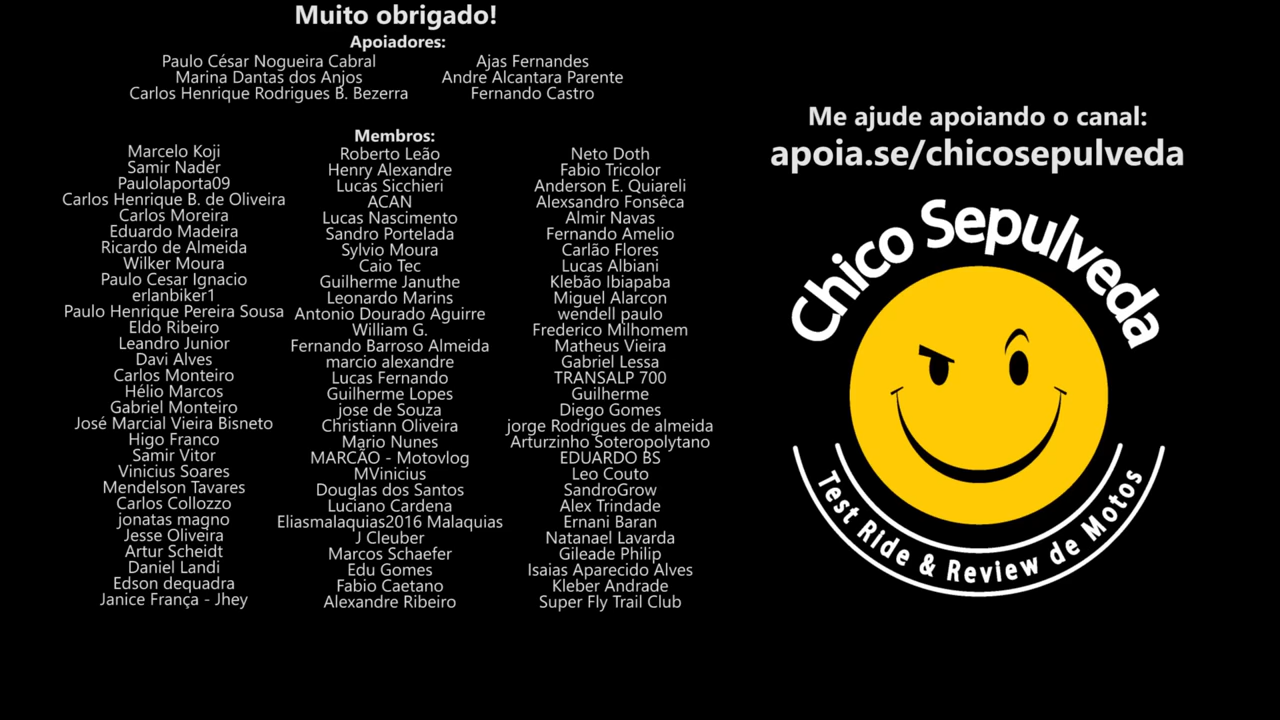 Muito obrigado!
Apoiadores:
Paulo César Nogueira Cabral
Marina Dantas dos Anjos
Carlos Henrique Rodrigues B. Bezerra
Ajas Fernandes
Andre Alcantara Parente
Fernando Castro
Membros:
Marcelo Koji
Samir Nader
Paulolaporta09
Carlos Henrique B. de Oliveira
Carlos Moreira
Eduardo Madeira
Ricardo de Almeida
Wilker Moura
Paulo Cesar Ignacio
erlanbiker1
Paulo Henrique Pereira Sousa
Eldo Ribeiro
Leandro Junior
Davi Alves
Carlos Monteiro
Hélio Marcos
Gabriel Monteiro
José Marcial Vieira Bisneto
Higo Franco
Samir Vitor
Vinicius Soares
Mendelson Tavares
Carlos Collozzo
jonatas magno
Jesse Oliveira
Artur Scheidt
Daniel Landi
Edson dequadra
Janice França - Jhey
Roberto Leão
Henry Alexandre
Lucas Sicchieri
ACAN
Lucas Nascimento
Sandro Portelada
Sylvio Moura
Caio Tec
Guilherme Januthe
Leonardo Marins
Antonio Dourado Aguirre
William G.
Fernando Barroso Almeida
marcio alexandre
Lucas Fernando
Guilherme Lopes
jose de Souza
Christiann Oliveira
Mario Nunes
MARCÃO - Motovlog
MVinicius
Douglas dos Santos
Luciano Cardena
Eliasmalaquias2016 Malaquias
J Cleuber
Marcos Schaefer
Edu Gomes
Fabio Caetano
Alexandre Ribeiro
Neto Doth
Fabio Tricolor
Anderson E. Quiareli
Alexsandro Fonsêca
Almir Navas
Fernando Amelio
Carlão Flores
Lucas Albiani
Klebão Ibiapaba
Miguel Alarcon
wendell paulo
Frederico Milhomem
Matheus Vieira
Gabriel Lessa
TRANSALP 700
Guilherme
Diego Gomes
jorge Rodrigues de almeida
Arturzinho Soteropolytano
EDUARDO BS
Leo Couto
SandroGrow
Alex Trindade
Ernani Baran
Natanael Lavarda
Gileade Philip
Isaias Aparecido Alves
Kleber Andrade
Super Fly Trail Club
Me ajude apoiando o canal:
apoia.se/chicosepulveda
Chico Sepulveda
Test Ride & Review de Motos